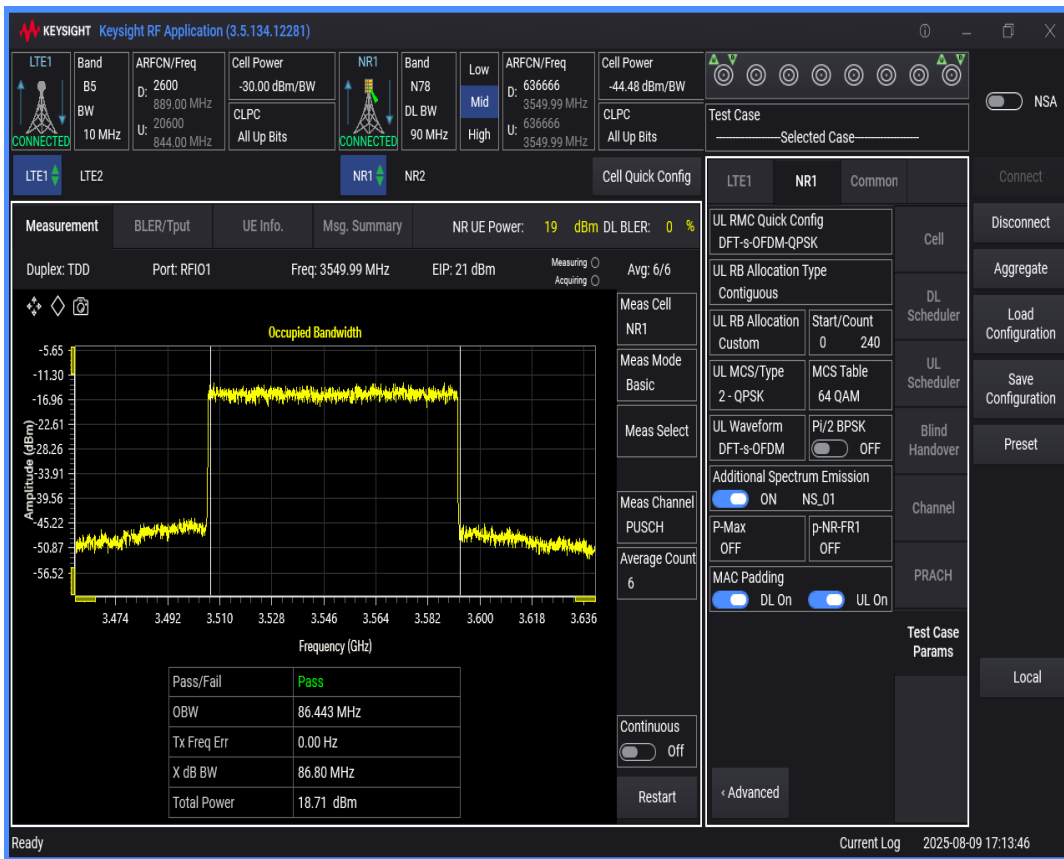 KEYSIGHT Keysight RF Application (3.5.134.12281)
LTE1 Band ARFCN/Freq Cell Power NR1 Band Low ARFCN/Freq Cell Power
B5 D: 2600 -30.00 dBm/BW N78 D: 636666 -44.48 dBm/BW
889.00 MHz 3549.99 MHz
BW CLPC DL BW Mid CLPC
CONNECTED 10 MHz U: 20600 All Up Bits CONNECTED 90 MHz High U: 636666 All Up Bits
844.00 MHz 3549.99 MHz
Test Case
Selected Case
NSA
LTE1 LTE2 NR1 NR2 Cell Quick Config
Measurement BLER/Tput UE Info. Msg. Summary NR UE Power: 19 dBm DL BLER: 0 %
Duplex: TDD Port: RFIO1 Freq: 3549.99 MHz EIP: 21 dBm Measuring Avg: 6/6
Acquiring
Occupied Bandwidth
Amplitude (dBm)
-5.65
-11.30
-16.96
-22.61
-28.26
-33.91
-39.56
-45.22
-50.87
-56.52
3.474 3.492 3.510 3.528 3.546 3.564 3.582 3.600 3.618 3.636
Frequency (GHz)
Pass/Fail Pass
OBW 86.443 MHz
Tx Freq Err 0.00 Hz
X dB BW 86.80 MHz
Total Power 18.71 dBm
Meas Cell
NR1
Meas Mode
Basic
Meas Select
Meas Channel
PUSCH
Average Count
6
Continuous
Off
Restart
LTE1 NR1 Common
UL RMC Quick Config
DFT-s-OFDM-QPSK
UL RB Allocation Type
Contiguous
UL RB Allocation Start/Count
Custom 0 240
UL MCS/Type MCS Table
2 - QPSK 64 QAM
UL Waveform Pi/2 BPSK
DFT-s-OFDM OFF
Additional Spectrum Emission
ON NS_01
P-Max p-NR-FR1
OFF OFF
MAC Padding
DL On UL On
‹ Advanced
Cell
DL
Scheduler
UL
Scheduler
Blind
Handover
Channel
PRACH
Test Case
Params
Connect
Disconnect
Aggregate
Load
Configuration
Save
Configuration
Preset
Local
Ready Current Log 2025-08-09 17:13:46